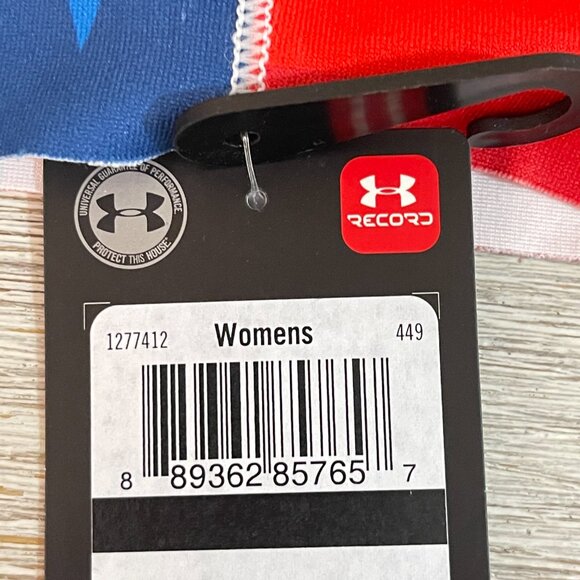 UNIVERSAL GUARANTEE OF PERFORMANCE
PROTECT THIS HOUSE
RECORD
1277412 Womens 449
8 89362 85765 7